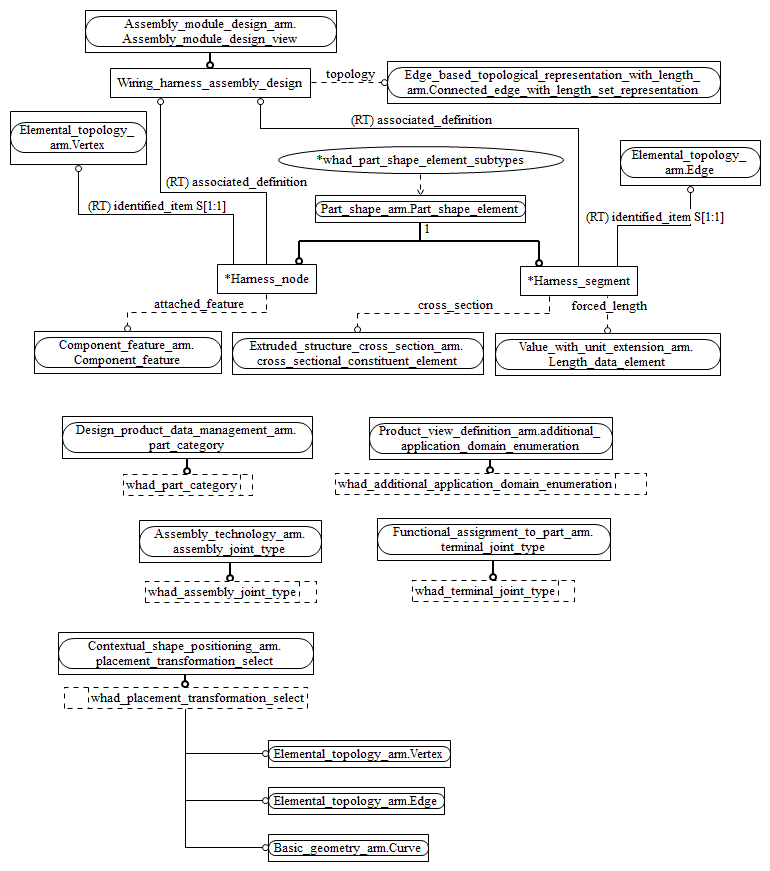 Assembly_module_design_arm.
Assembly_module_design_view
Wiring_harness_assembly_design
topology
Edge_based_topological_representation_with_length_
arm.Connected_edge_with_length_set_representation
Elemental_topology_
arm.Vertex
(RT) associated_definition
*whad_part_shape_element_subtypes
Elemental_topology_
arm.Edge
(RT) associated_definition
(RT) identified_item S[1:1]
Part_shape_arm.Part_shape_element
(RT) identified_item S[1:1]
1
*Harness_node
*Harness_segment
attached_feature
cross_section
forced_length
Component_feature_arm.
Component_feature
Extruded_structure_cross_section_arm.
cross_sectional_constituent_element
Value_with_unit_extension_arm.
Length_data_element
Design_product_data_management_arm.
part_category
Product_view_definition_arm.additional_
application_domain_enumeration
whad_part_category
whad_additional_application_domain_enumeration
Assembly_technology_arm.
assembly_joint_type
Functional_assignment_to_part_arm.
terminal_joint_type
whad_assembly_joint_type
whad_terminal_joint_type
Contextual_shape_positioning_arm.
placement_transformation_select
whad_placement_transformation_select
Elemental_topology_arm.Vertex
Elemental_topology_arm.Edge
Basic_geometry_arm.Curve